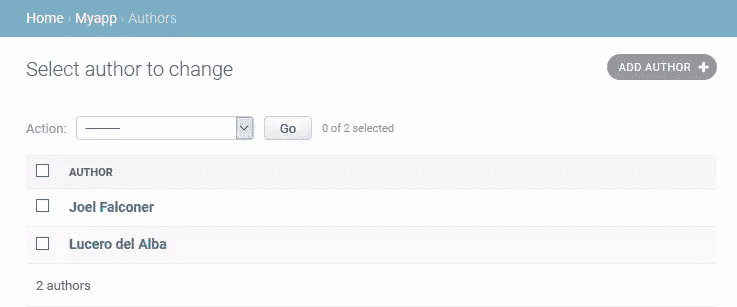 Home › Myapp › Authors
Select author to change
ADD AUTHOR +
Action: --------- Go 0 of 2 selected
AUTHOR
Joel Falconer
Lucero del Alba
2 authors